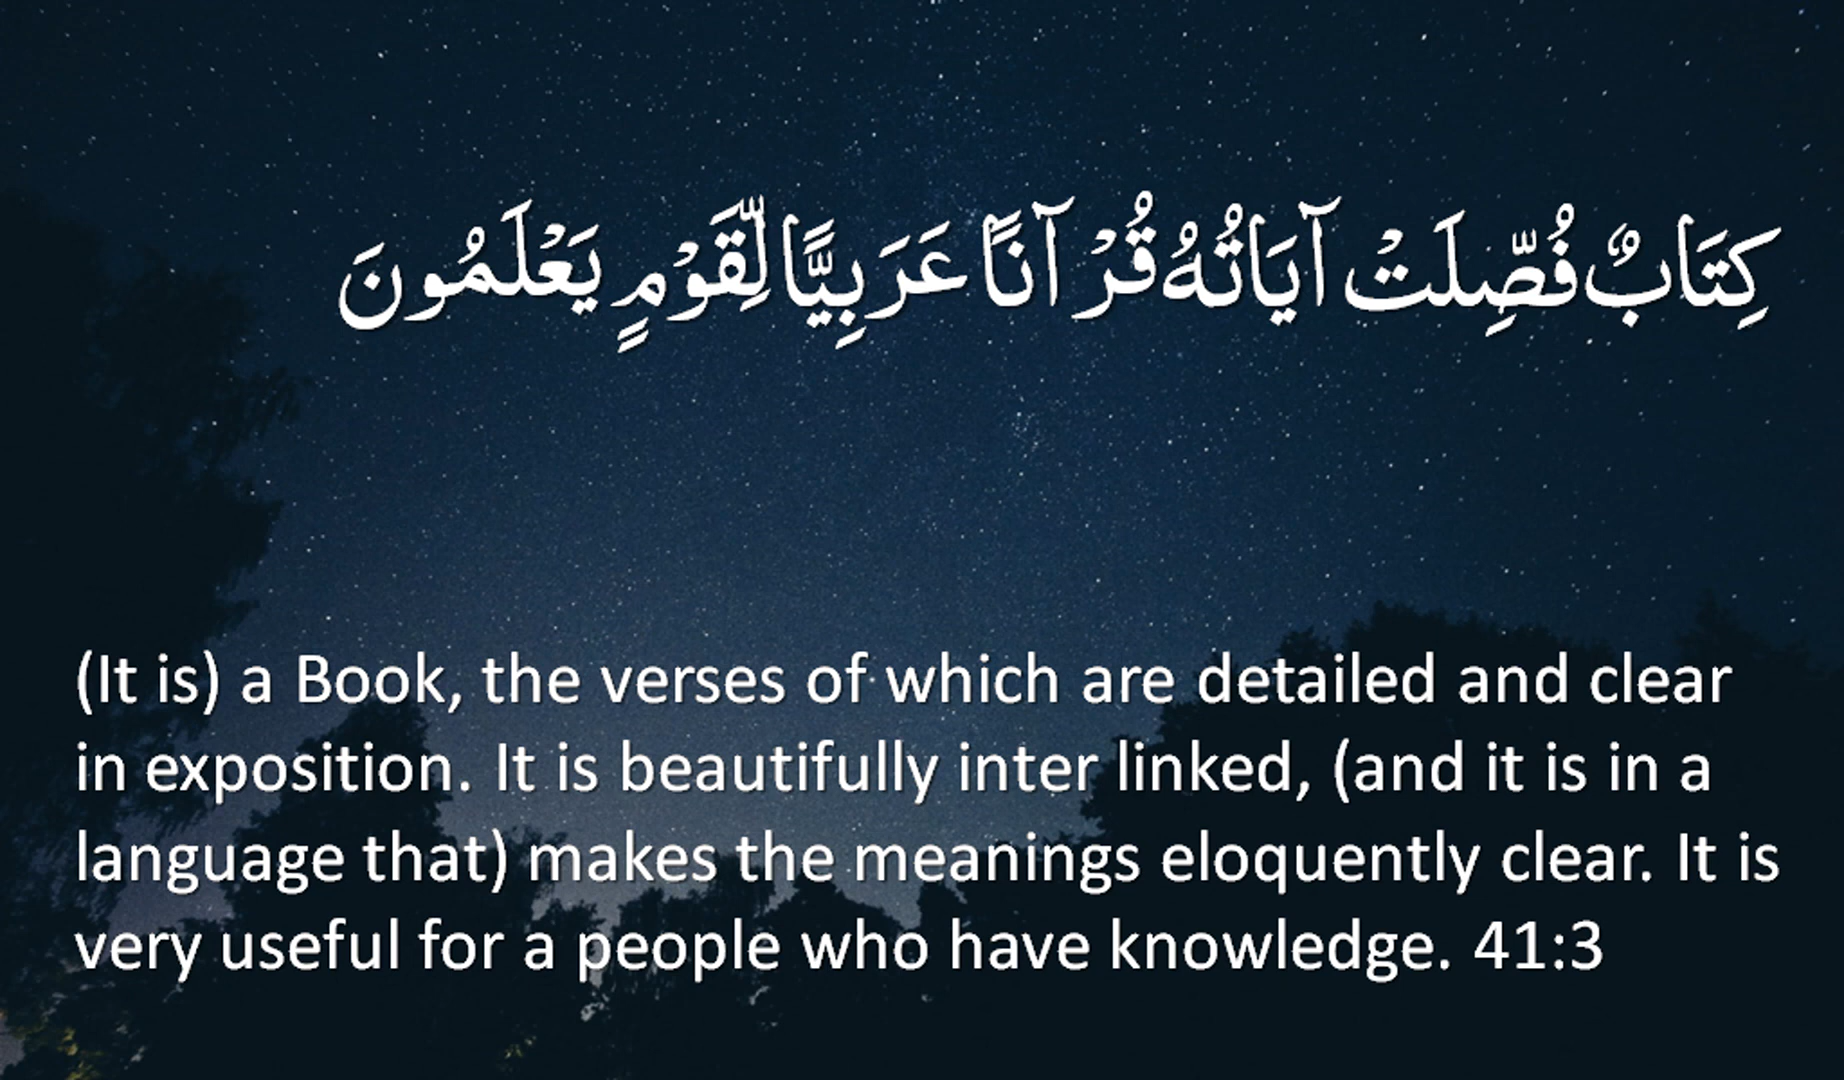 كِتَابٌ فُصِّلَتْ آيَاتُهُ قُرْآنًا عَرَبِيًّا لِّقَوْمٍ يَعْلَمُونَ
(It is) a Book, the verses of which are detailed and clear
in exposition. It is beautifully inter linked, (and it is in a
language that) makes the meanings eloquently clear. It is
very useful for a people who have knowledge. 41:3